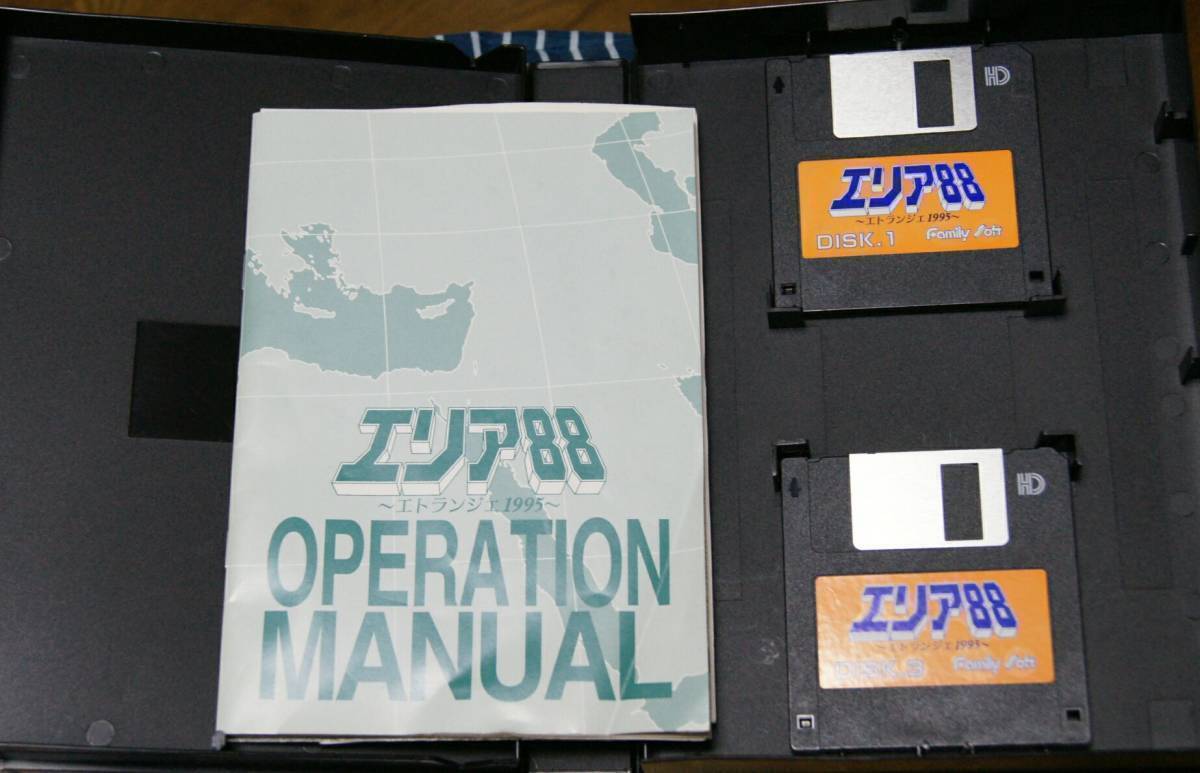 エリア88
～エトランジェ1995～
OPERATION
MANUAL
HD
エリア88
～エトランジェ1995～
DISK.1 Family Soft
HD
エリア88
～エトランジェ1995～
DISK.3 Family Soft